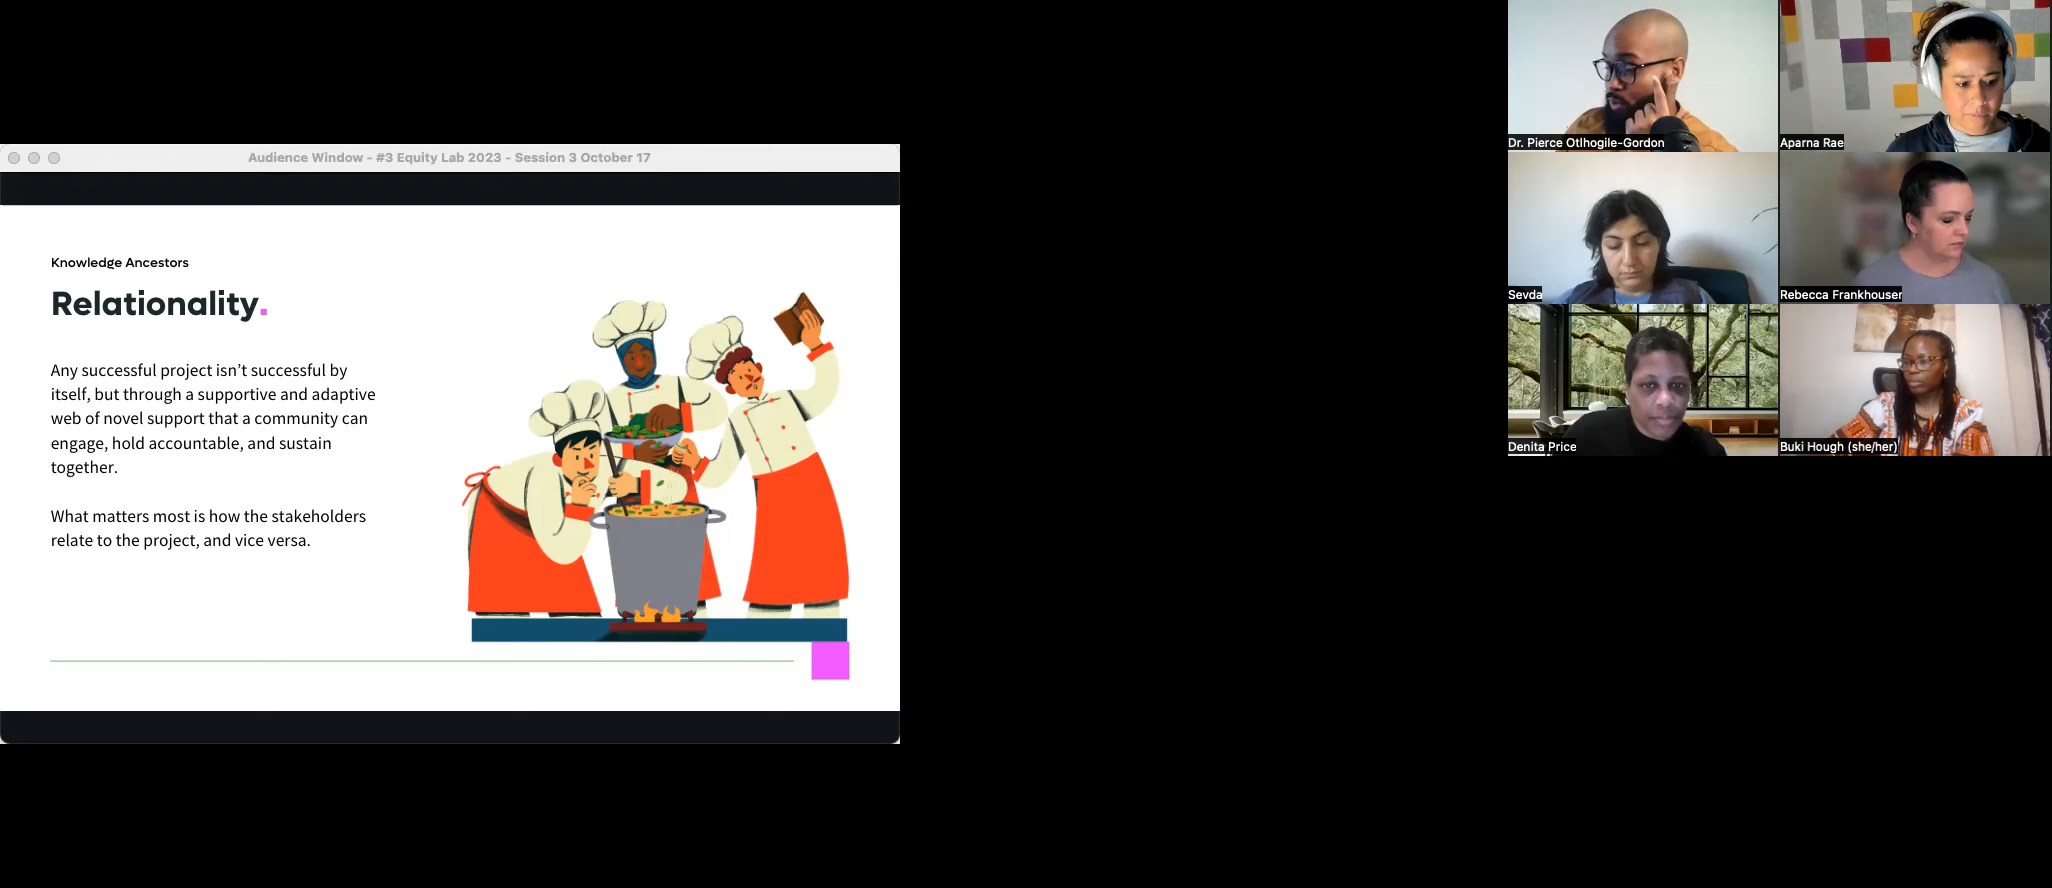 Audience Window - #3 Equity Lab 2023 - Session 3 October 17
Knowledge Ancestors
Relationality.
Any successful project isn’t successful by
itself, but through a supportive and adaptive
web of novel support that a community can
engage, hold accountable, and sustain
together.
What matters most is how the stakeholders
relate to the project, and vice versa.
Dr. Pierce Otlhogile-Gordon
Aparna Rae
Sevda
Rebecca Frankhouser
Denita Price
Buki Hough (she/her)